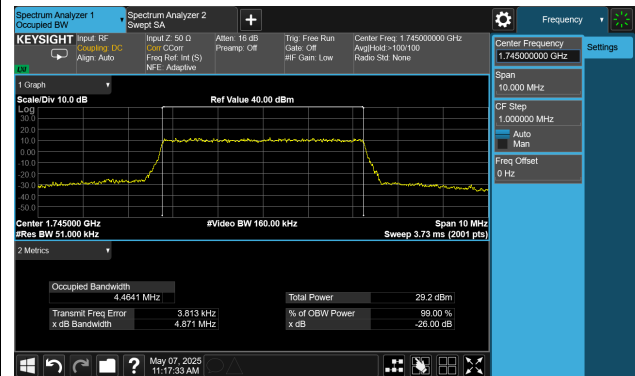 Spectrum Analyzer 1
Occupied BW
Spectrum Analyzer 2
Swept SA
Frequency
KEYSIGHT
Input: RF
Coupling: DC
Align: Auto
Input Z: 50 Ω
Corr CCorr
Freq Ref: Int (S)
NFE: Adaptive
Atten: 16 dB
Preamp: Off
Trig: Free Run
Gate: Off
#IF Gain: Low
Center Freq: 1.745000000 GHz
Avg|Hold:>100/100
Radio Std: None
Center Frequency
1.745000000 GHz
Settings
Span
10.000 MHz
CF Step
1.000000 MHz
Auto
Man
Freq Offset
0 Hz
1 Graph
Scale/Div 10.0 dB
Ref Value 40.00 dBm
Log
30.0
20.0
10.0
0.00
-10.0
-20.0
-30.0
-40.0
-50.0
Center 1.745000 GHz
#Video BW 160.00 kHz
Span 10 MHz
#Res BW 51.000 kHz
Sweep 3.73 ms (2001 pts)
2 Metrics
Occupied Bandwidth
4.4641 MHz
Total Power
29.2 dBm
Transmit Freq Error
3.813 kHz
% of OBW Power
99.00 %
x dB Bandwidth
4.871 MHz
x dB
-26.00 dB
May 07, 2025
11:17:33 AM